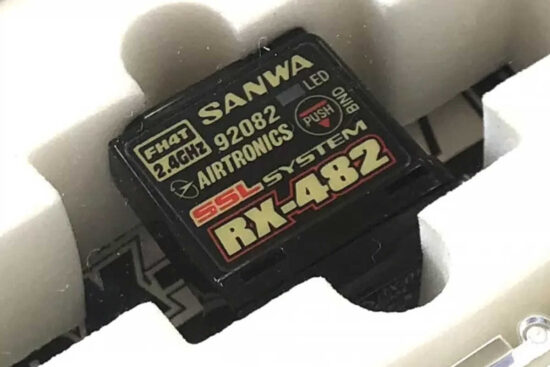 SANWA
LED
FH4T
2.4GHz
92082
PUSH
BIND
AIRTRONICS
SSL SYSTEM
RX-482